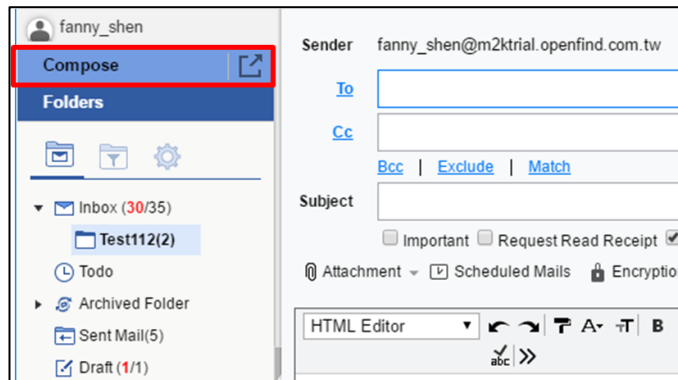 fanny_shen
Compose
Folders
Inbox (30/35)
Test112(2)
Todo
Archived Folder
Sent Mail(5)
Draft (1/1)
Sender fanny_shen@m2ktrial.openfind.com.tw
To
Cc
Bcc | Exclude | Match
Subject
Important Request Read Receipt
Attachment Scheduled Mails Encryptio
HTML Editor A T B
abc